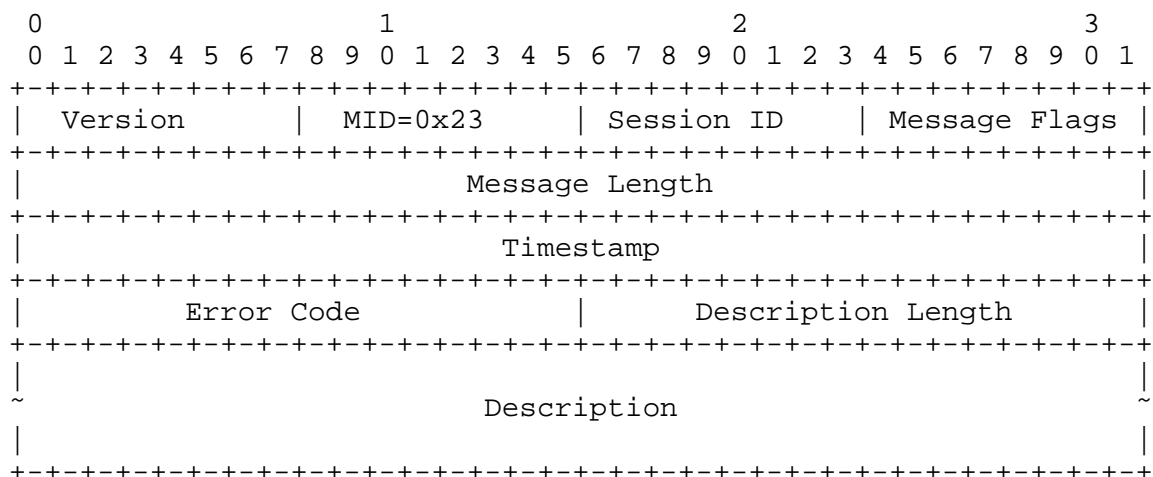 0                   1                   2                   3
 0 1 2 3 4 5 6 7 8 9 0 1 2 3 4 5 6 7 8 9 0 1 2 3 4 5 6 7 8 9 0 1
+-+-+-+-+-+-+-+-+-+-+-+-+-+-+-+-+-+-+-+-+-+-+-+-+-+-+-+-+-+-+-+-+
|  Version      |  MID=0x23     | Session ID    | Message Flags |
+-+-+-+-+-+-+-+-+-+-+-+-+-+-+-+-+-+-+-+-+-+-+-+-+-+-+-+-+-+-+-+-+
|                         Message Length                        |
+-+-+-+-+-+-+-+-+-+-+-+-+-+-+-+-+-+-+-+-+-+-+-+-+-+-+-+-+-+-+-+-+
|                           Timestamp                           |
+-+-+-+-+-+-+-+-+-+-+-+-+-+-+-+-+-+-+-+-+-+-+-+-+-+-+-+-+-+-+-+-+
|         Error Code            |      Description Length       |
+-+-+-+-+-+-+-+-+-+-+-+-+-+-+-+-+-+-+-+-+-+-+-+-+-+-+-+-+-+-+-+-+
|                                                               |
~                          Description                          ~
|                                                               |
+-+-+-+-+-+-+-+-+-+-+-+-+-+-+-+-+-+-+-+-+-+-+-+-+-+-+-+-+-+-+-+-+